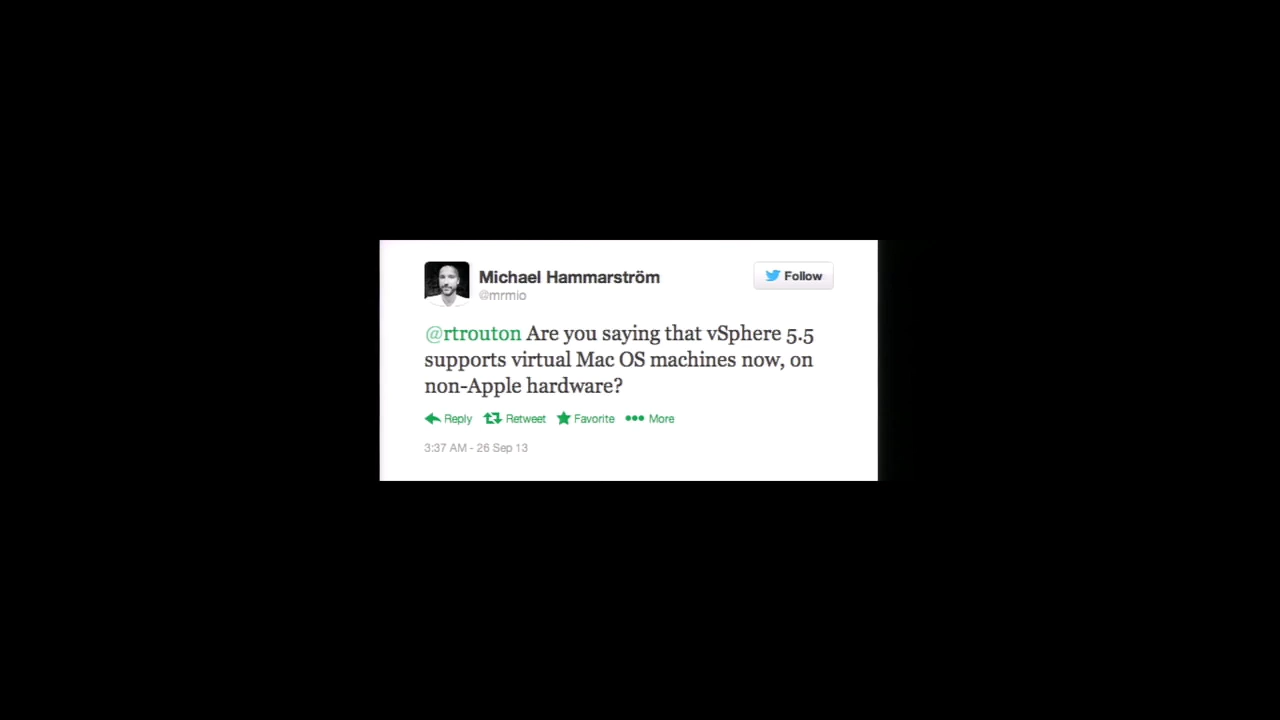 Michael Hammarström
@mrmio
Follow
@rtrouton Are you saying that vSphere 5.5
supports virtual Mac OS machines now, on
non-Apple hardware?
Reply Retweet Favorite More
3:37 AM - 26 Sep 13